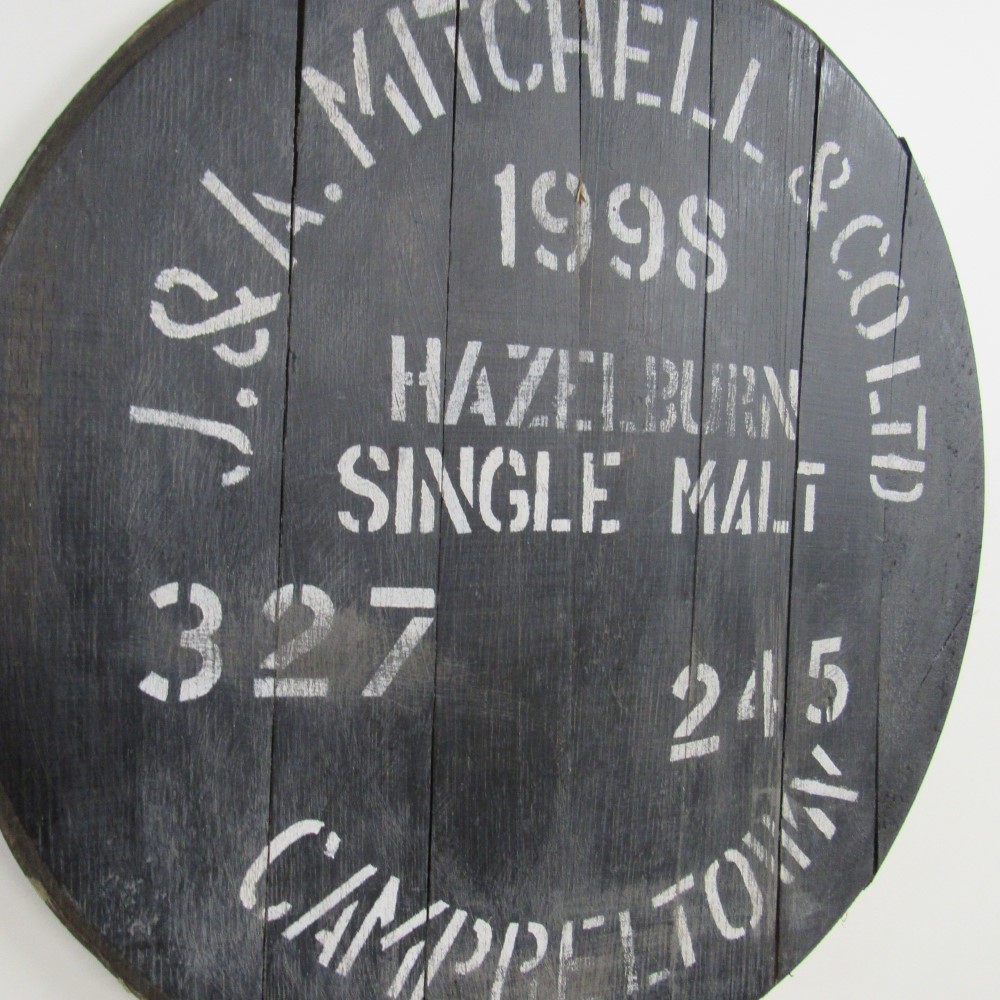 J. & A. MITCHELL & CO LTD
1998
HAZELBURN
SINGLE MALT
327
245
CAMPBELTOWN